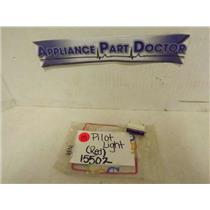 APPLIANCE PART DOCTOR
Pilot
Light
(Red)
15502